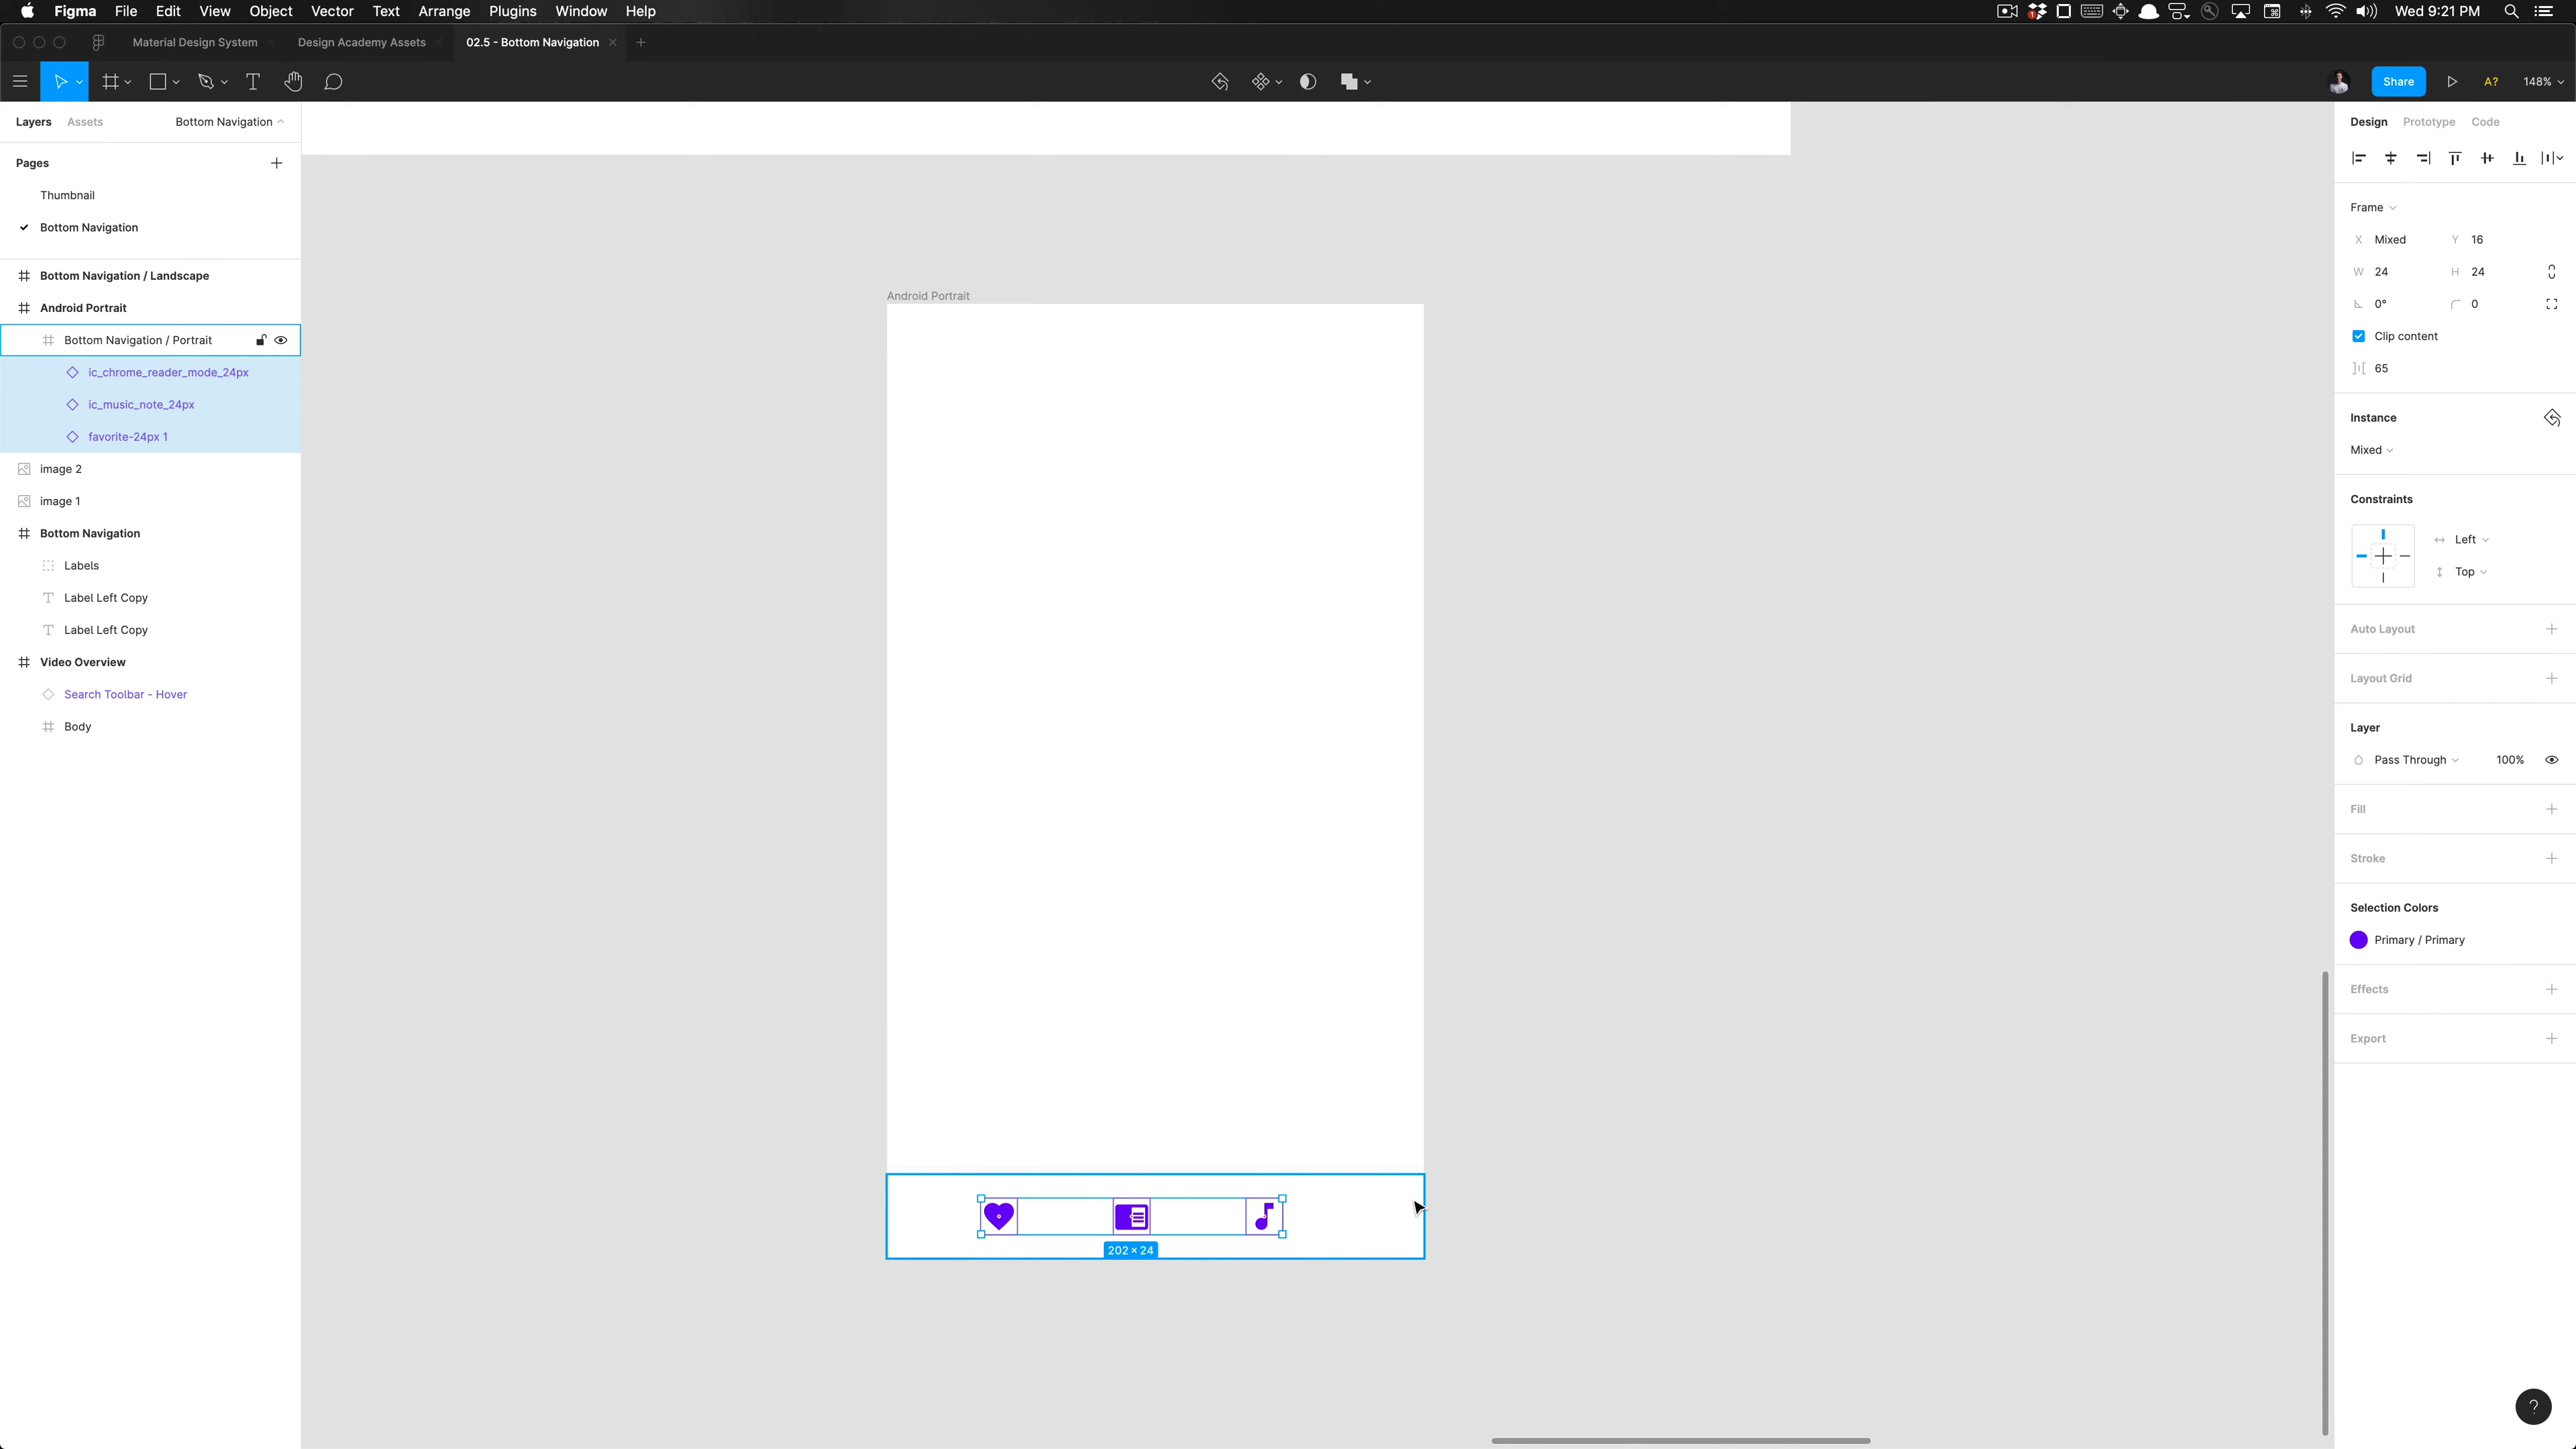 Figma File Edit View Object Vector Text Arrange Plugins Window Help
Wed 9:21 PM
Material Design System
Design Academy Assets
02.5 - Bottom Navigation
Share
A?
148%
Layers Assets Bottom Navigation
Pages
Thumbnail
Bottom Navigation
Bottom Navigation / Landscape
Android Portrait
Bottom Navigation / Portrait
ic_chrome_reader_mode_24px
ic_music_note_24px
favorite-24px 1
image 2
image 1
Bottom Navigation
Labels
Label Left Copy
Label Left Copy
Video Overview
Search Toolbar - Hover
Body
Android Portrait
202 × 24
Design Prototype Code
Frame
X Mixed Y 16
W 24 H 24
0° 0
Clip content
65
Instance
Mixed
Constraints
Left
Top
Auto Layout
Layout Grid
Layer
Pass Through 100%
Fill
Stroke
Selection Colors
Primary / Primary
Effects
Export
?